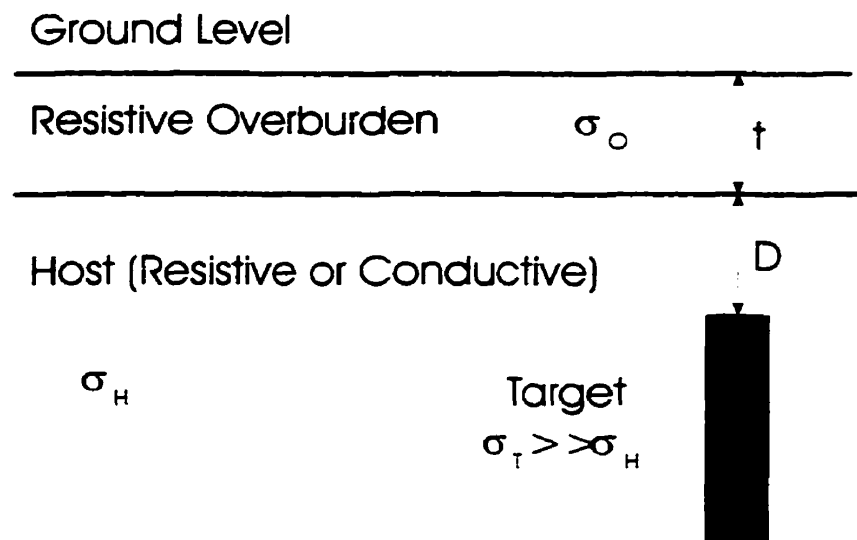 Ground Level
Resistive Overburden σ_O t
Host (Resistive or Conductive) D
σ_H Target
σ_T >>σ_H